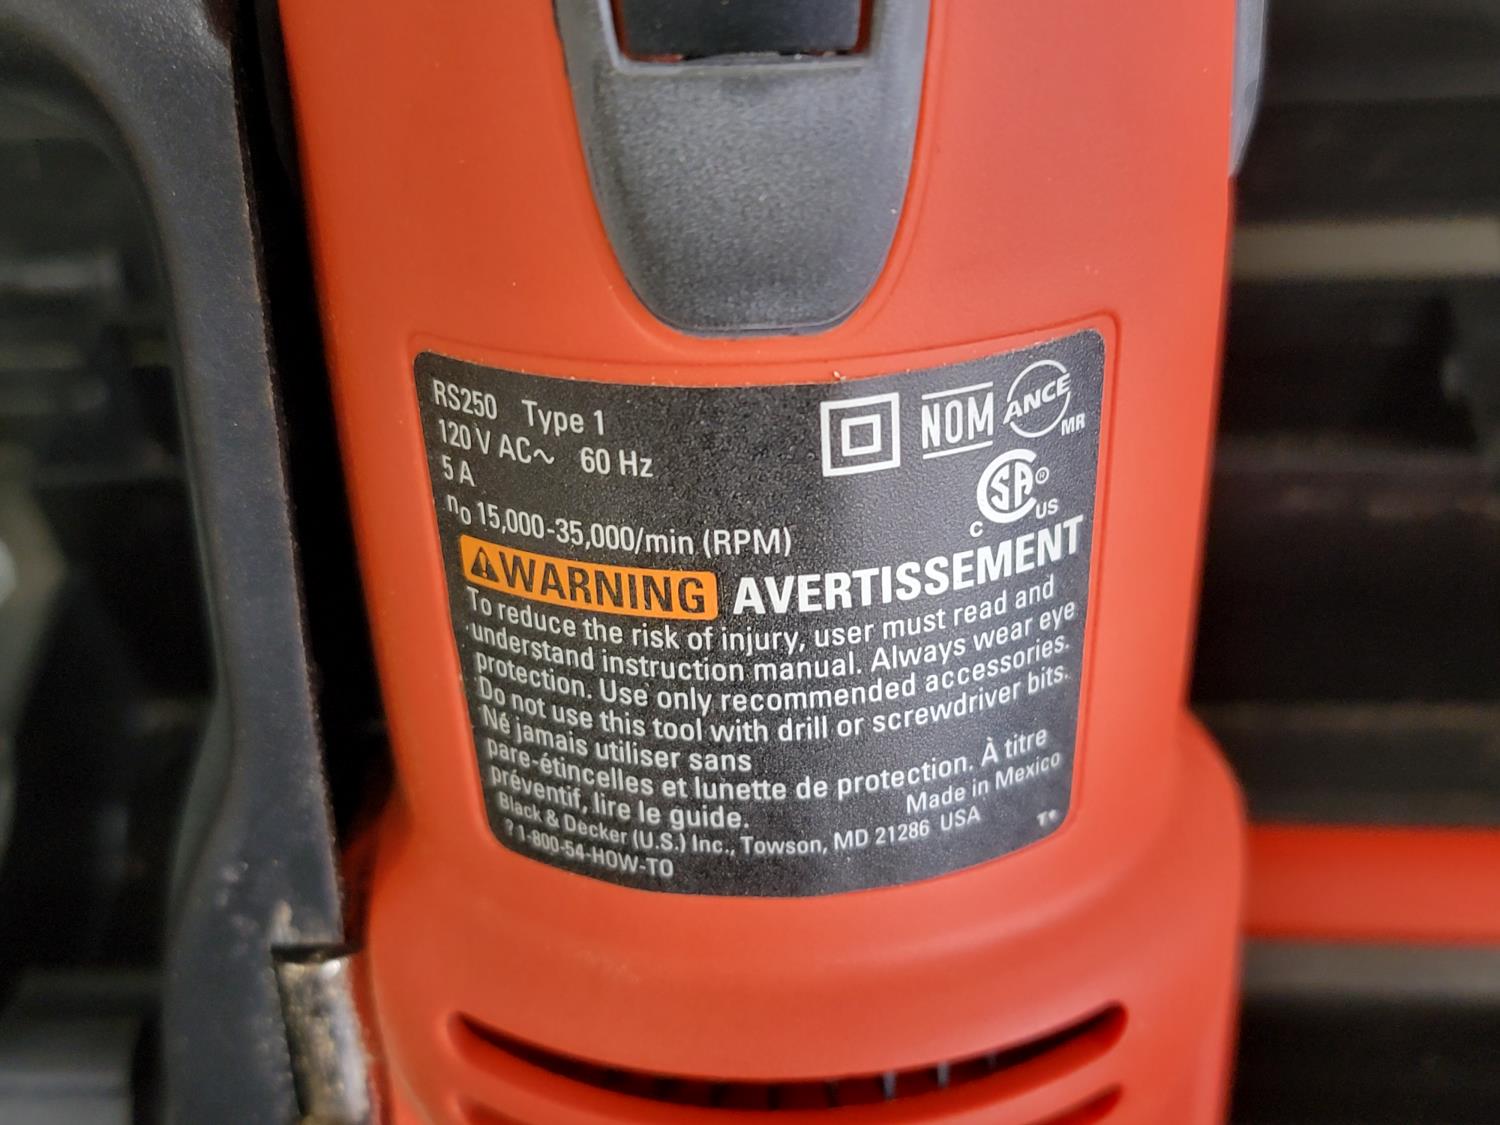 RS250 Type 1
120 V AC~ 60 Hz
5 A
n₀ 15,000-35,000/min (RPM)
NOM
ANCE
MR
C SA ® US
WARNING AVERTISSEMENT
To reduce the risk of injury, user must read and
understand instruction manual. Always wear eye
protection. Use only recommended accessories.
Do not use this tool with drill or screwdriver bits.
Né jamais utiliser sans
pare-étincelles et lunette de protection. À titre
préventif, lire le guide.
Made in Mexico
Black & Decker (U.S.) Inc., Towson, MD 21286 USA
? 1-800-54-HOW-TO
T*